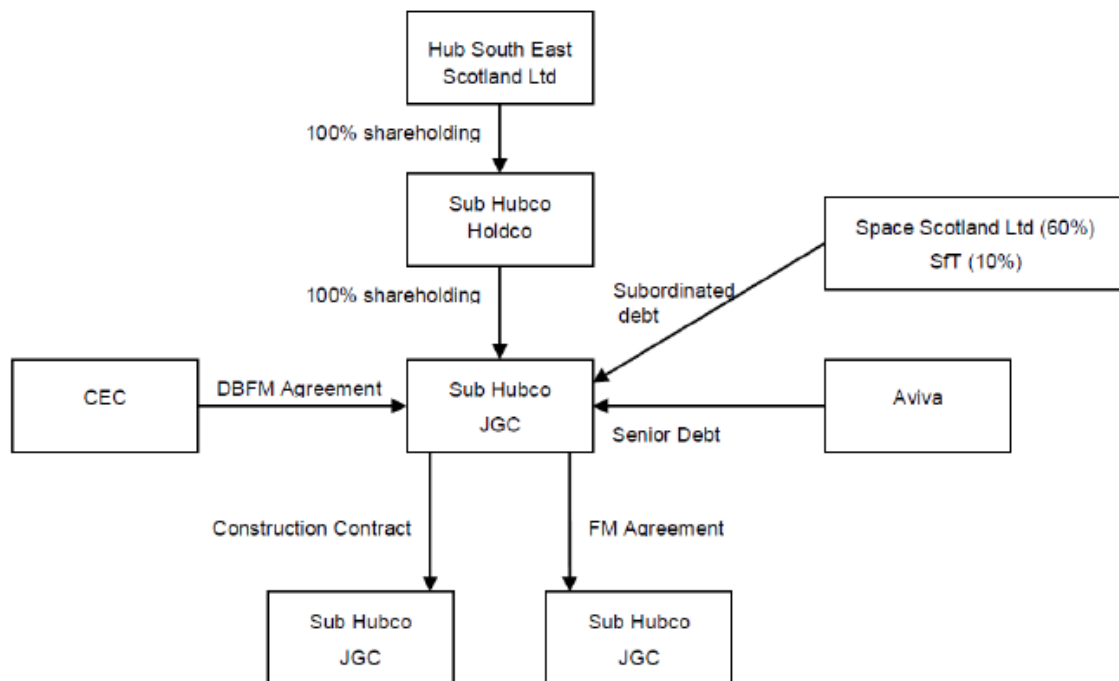 Hub South East
Scotland Ltd
100% shareholding
Sub Hubco
Holdco
Space Scotland Ltd (60%)
SfT (10%)
100% shareholding
Subordinated
debt
CEC
DBFM Agreement
Sub Hubco
JGC
Aviva
Senior Debt
Construction Contract
FM Agreement
Sub Hubco
JGC
Sub Hubco
JGC